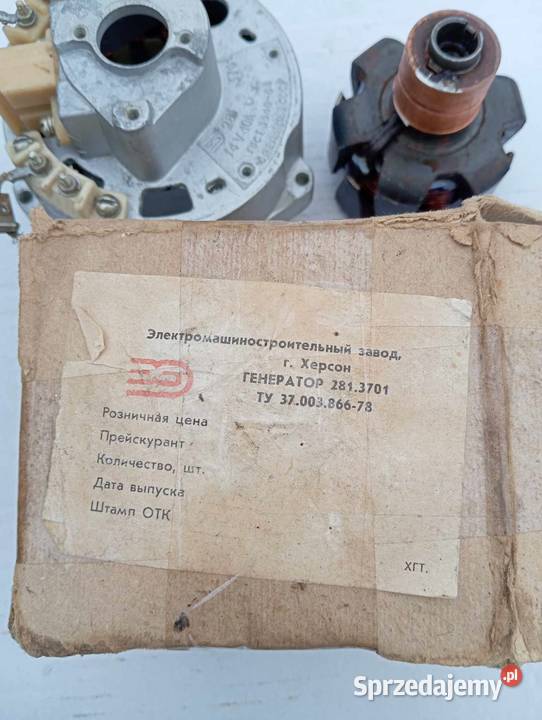 Электромашиностроительный завод,
г. Херсон
ГЕНЕРАТОР 281.3701
ТУ 37.003.866-78
Розничная цена
Прейскурант
Количество, шт.
Дата выпуска
Штамп ОТК
ХГТ.
Sprzedajemy.pl